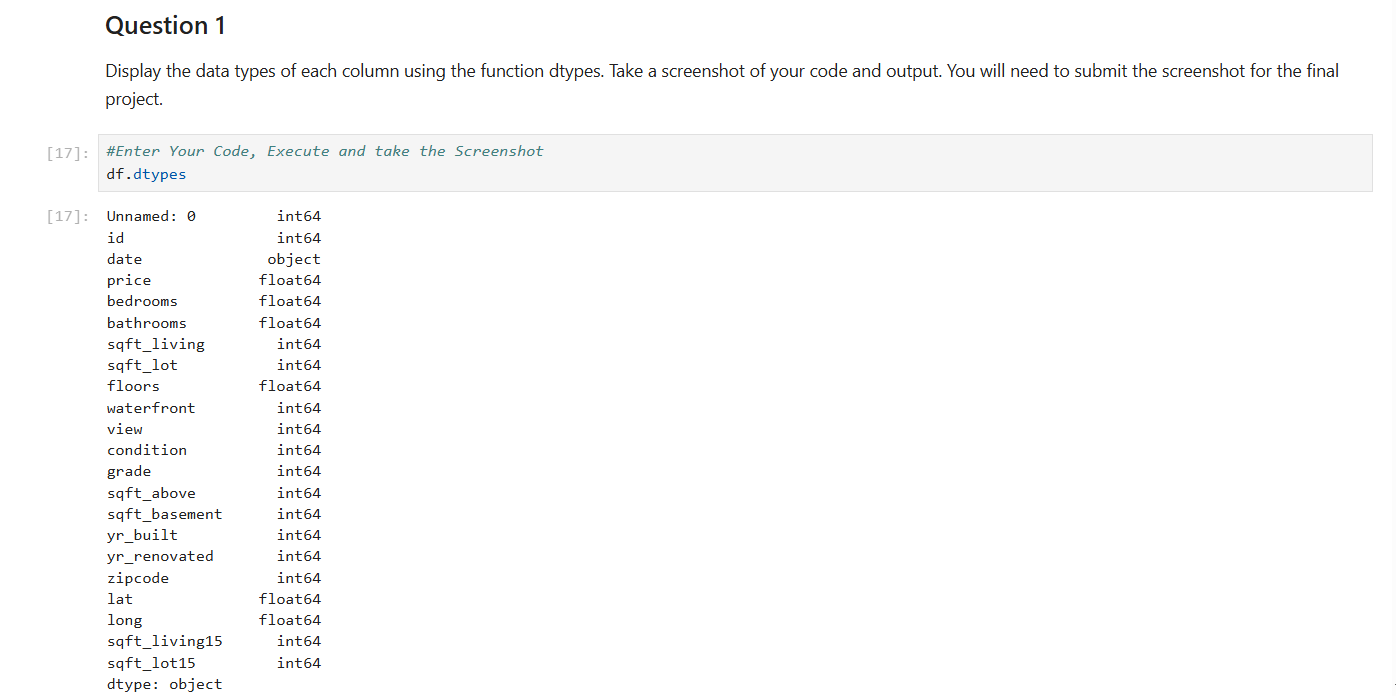 Question 1
Display the data types of each column using the function dtypes. Take a screenshot of your code and output. You will need to submit the screenshot for the final
project.
[17]: #Enter Your Code, Execute and take the Screenshot
df.dtypes
[17]: Unnamed: 0 int64
id int64
date object
price float64
bedrooms float64
bathrooms float64
sqft_living int64
sqft_lot int64
floors float64
waterfront int64
view int64
condition int64
grade int64
sqft_above int64
sqft_basement int64
yr_built int64
yr_renovated int64
zipcode int64
lat float64
long float64
sqft_living15 int64
sqft_lot15 int64
dtype: object